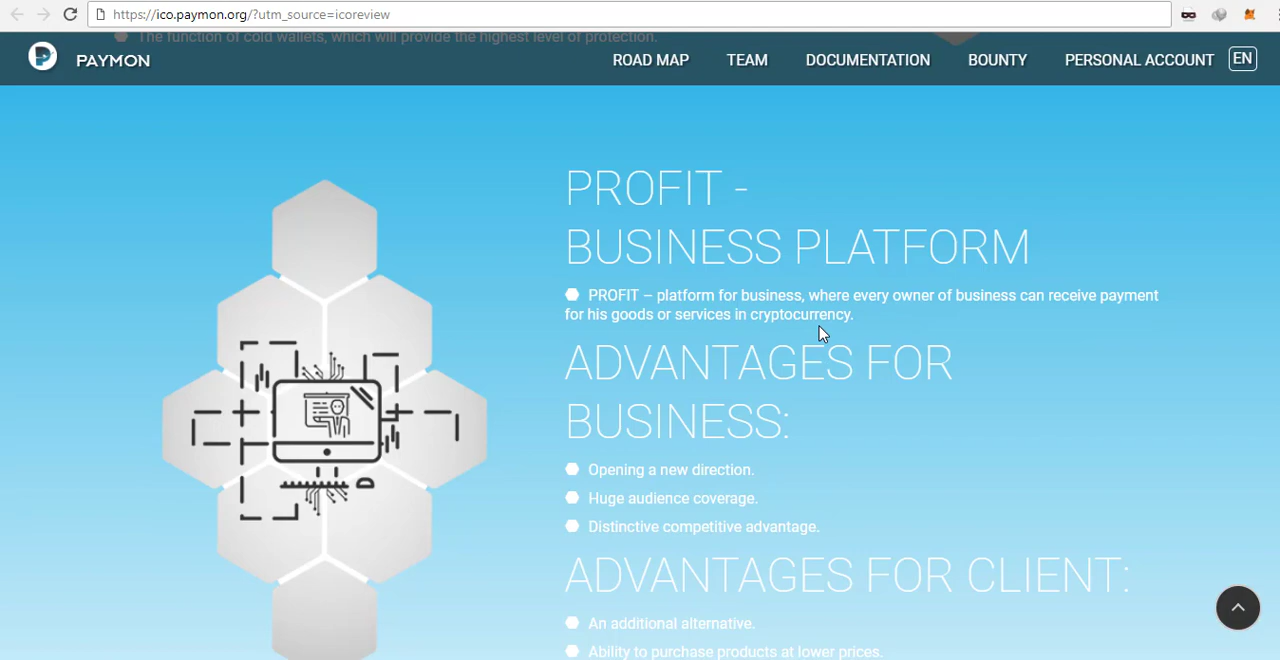 https://ico.paymon.org/?utm_source=icoreview
The function of cold wallets, which will provide the highest level of protection.
PAYMON
ROAD MAP
TEAM
DOCUMENTATION
BOUNTY
PERSONAL ACCOUNT
EN
PROFIT -
BUSINESS PLATFORM
PROFIT – platform for business, where every owner of business can receive payment
for his goods or services in cryptocurrency.
ADVANTAGES FOR
BUSINESS:
Opening a new direction.
Huge audience coverage.
Distinctive competitive advantage.
ADVANTAGES FOR CLIENT:
An additional alternative.
Ability to purchase products at lower prices.